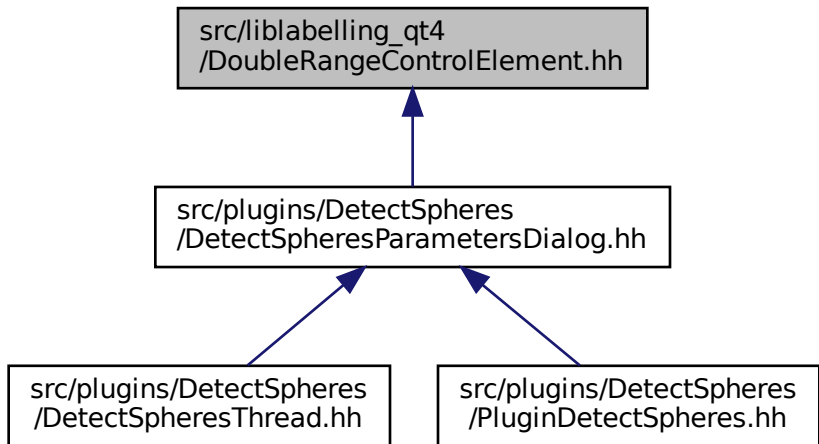 src/liblabelling_qt4
/DoubleRangeControlElement.hh
src/plugins/DetectSpheres
/DetectSpheresParametersDialog.hh
src/plugins/DetectSpheres
/DetectSpheresThread.hh
src/plugins/DetectSpheres
/PluginDetectSpheres.hh